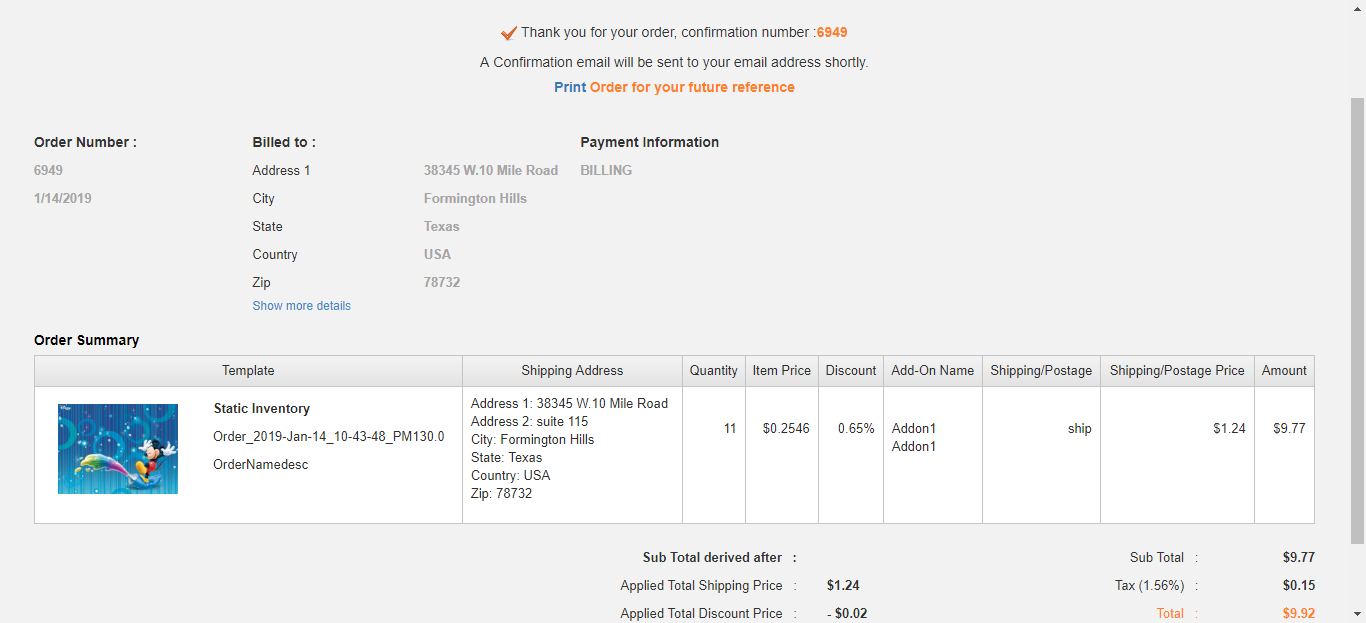 Thank you for your order, confirmation number :6949
A Confirmation email will be sent to your email address shortly.
Print Order for your future reference
Order Number :
6949
1/14/2019
Billed to :
Address 1 38345 W.10 Mile Road
City Formington Hills
State Texas
Country USA
Zip 78732
Show more details
Payment Information
BILLING
Order Summary
Template Shipping Address Quantity Item Price Discount Add-On Name Shipping/Postage Shipping/Postage Price Amount
Static Inventory
Order_2019-Jan-14_10-43-48_PM130.0
OrderNamedesc
Address 1: 38345 W.10 Mile Road
Address 2: suite 115
City: Formington Hills
State: Texas
Country: USA
Zip: 78732
11 $0.2546 0.65% Addon1 ship $1.24 $9.77
Addon1
Sub Total derived after :
Applied Total Shipping Price : $1.24
Applied Total Discount Price : - $0.02
Sub Total : $9.77
Tax (1.56%) : $0.15
Total : $9.92